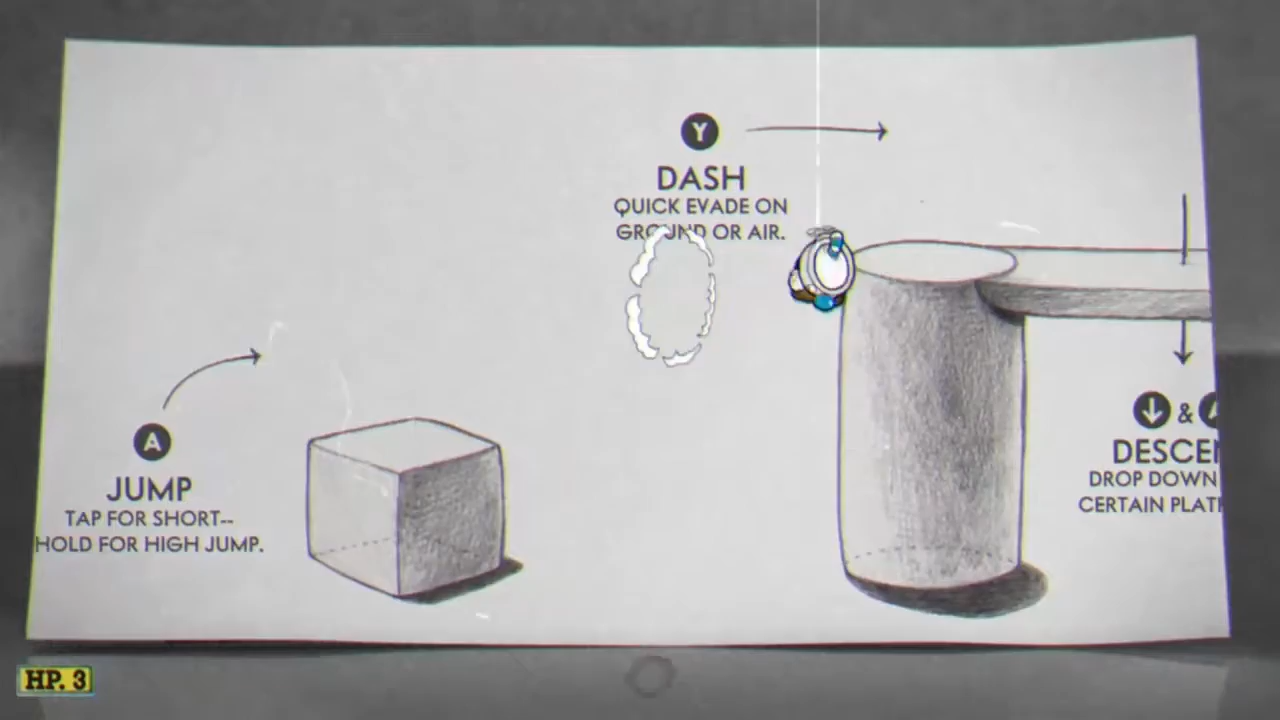 Y
DASH
QUICK EVADE ON
GROUND OR AIR.
A
JUMP
TAP FOR SHORT--
HOLD FOR HIGH JUMP.
&
DROP DOWN
CERTAIN
HP. 3